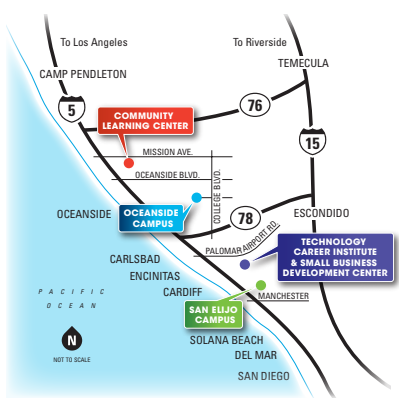 To Los Angeles
To Riverside
TEMECULA
CAMP PENDLETON
5
76
15
COMMUNITY
LEARNING CENTER
MISSION AVE.
OCEANSIDE BLVD.
COLLEGE BLVD.
OCEANSIDE
OCEANSIDE
CAMPUS
78
ESCONDIDO
PALOMAR AIRPORT RD.
TECHNOLOGY
CAREER INSTITUTE
& SMALL BUSINESS
DEVELOPMENT CENTER
CARLSBAD
ENCINITAS
CARDIFF
PACIFIC
OCEAN
MANCHESTER
SAN ELIJO
CAMPUS
N
NOT TO SCALE
SOLANA BEACH
DEL MAR
SAN DIEGO